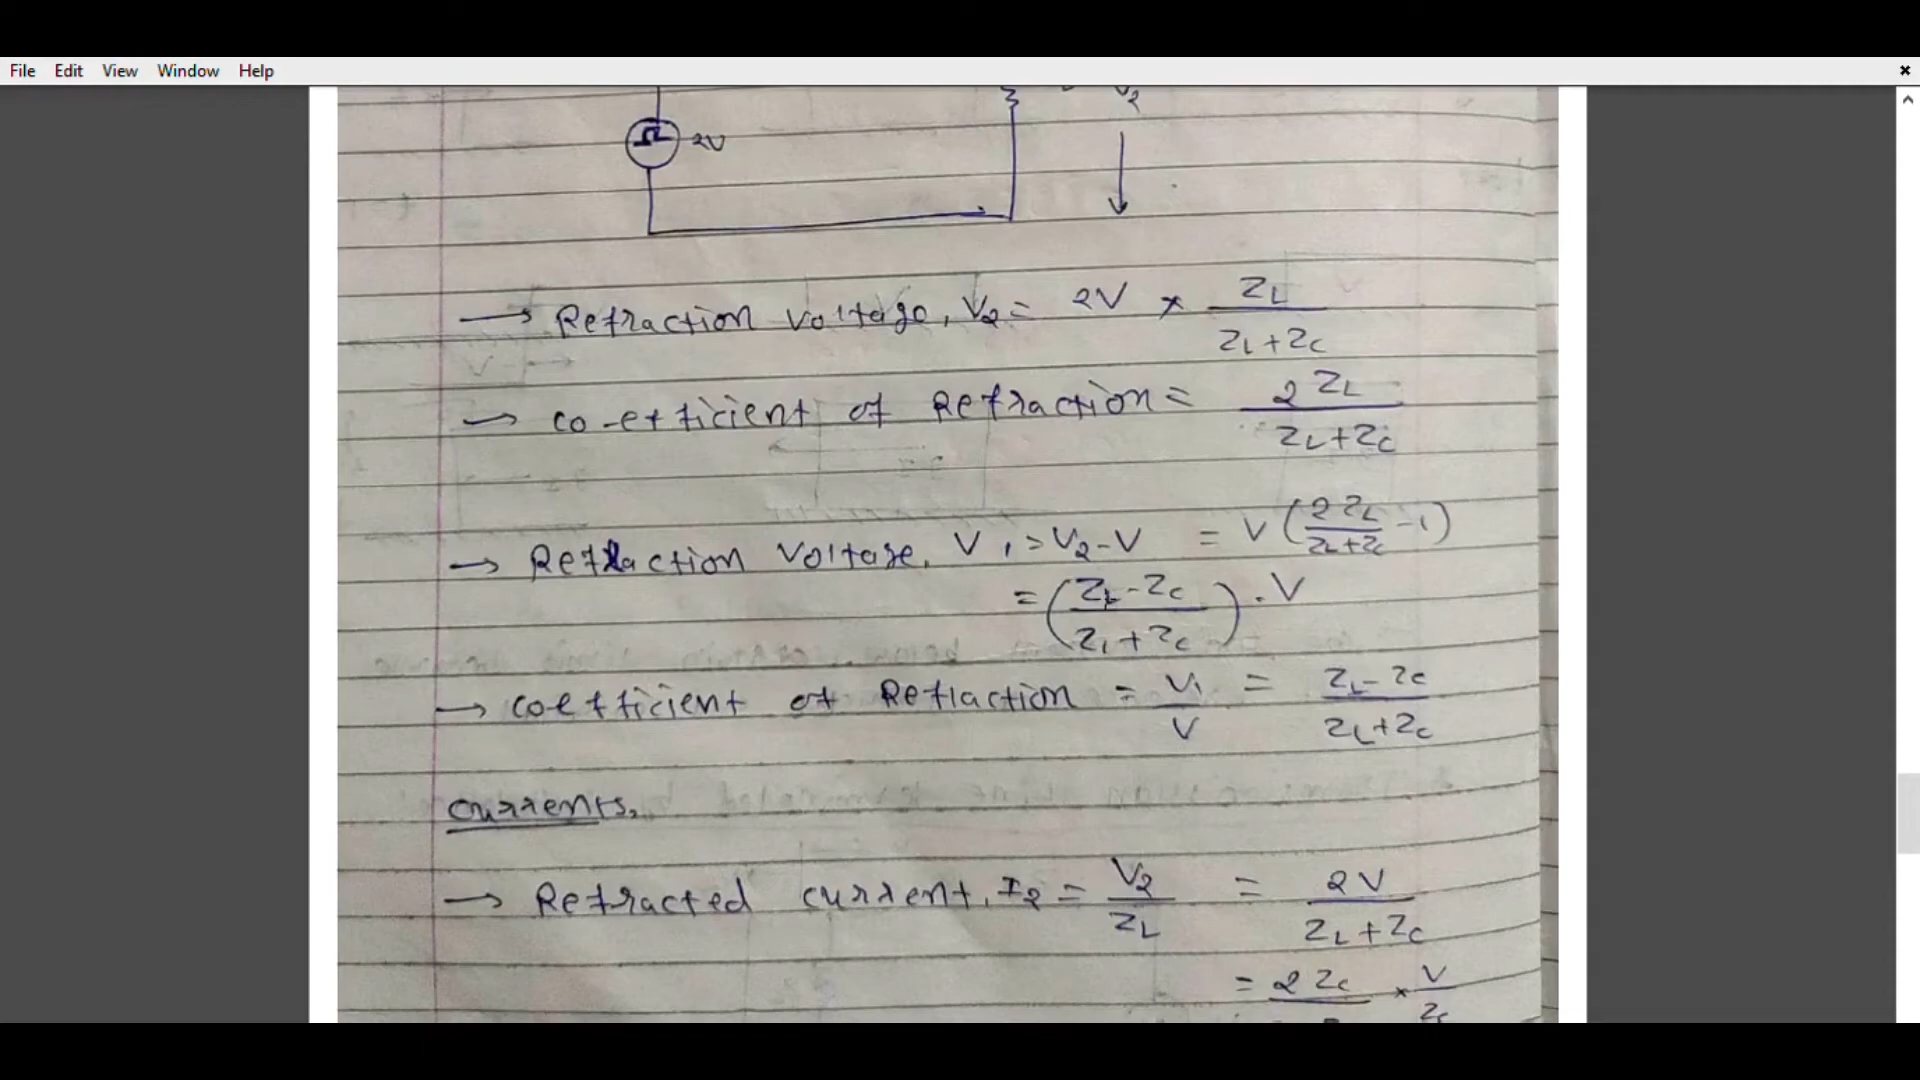 File Edit View Window Help
2V V2
→ Refraction Voltage, V2 = 2V × ZL / ZL+ZC
→ co-efficient of Refraction = 2ZL / ZL+ZC
→ Reflaction Voltage, V1 = V2-V = V (2ZL / ZL+ZC -1)
= (ZL-ZC / ZL+ZC) . V
→ coefficient of Reflaction = V1 / V = ZL-ZC / ZL+ZC
Currents,
→ Refracted current, I2 = V2 / ZL = 2V / ZL+ZC
= 2ZC × V / ZC